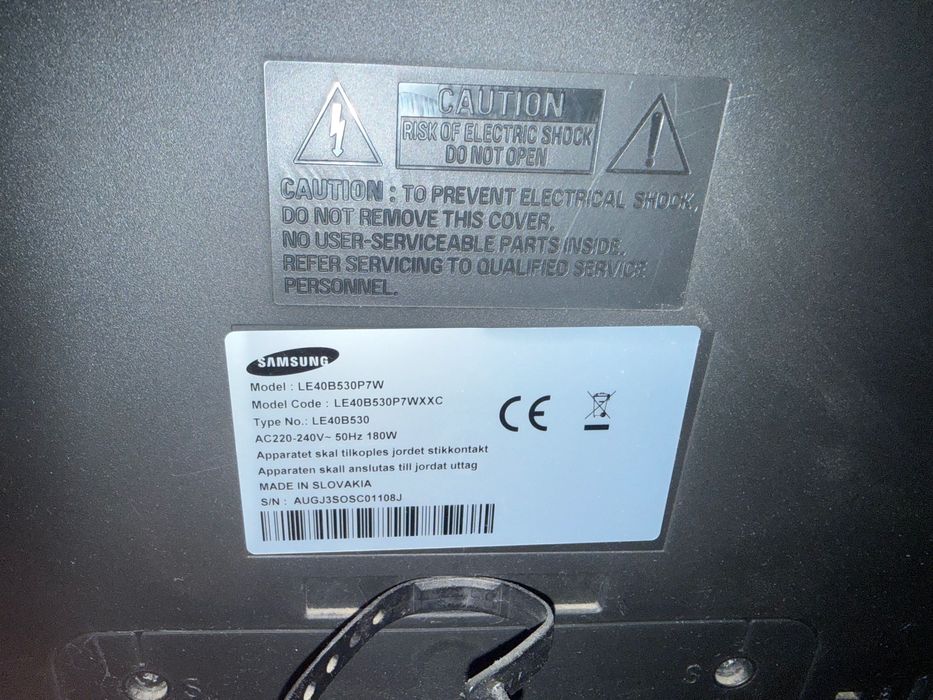 CAUTION
RISK OF ELECTRIC SHOCK
DO NOT OPEN
CAUTION : TO PREVENT ELECTRICAL SHOCK,
DO NOT REMOVE THIS COVER.
NO USER-SERVICEABLE PARTS INSIDE.
REFER SERVICING TO QUALIFIED SERVICE
PERSONNEL.
SAMSUNG
Model : LE40B530P7W
Model Code : LE40B530P7WXXC
Type No.: LE40B530
AC220-240V~ 50Hz 180W
Apparatet skal tilkoples jordet stikkontakt
Apparaten skall anslutas till jordat uttag
MADE IN SLOVAKIA
S/N : AUGJ3SOSC01108J
CE
S S